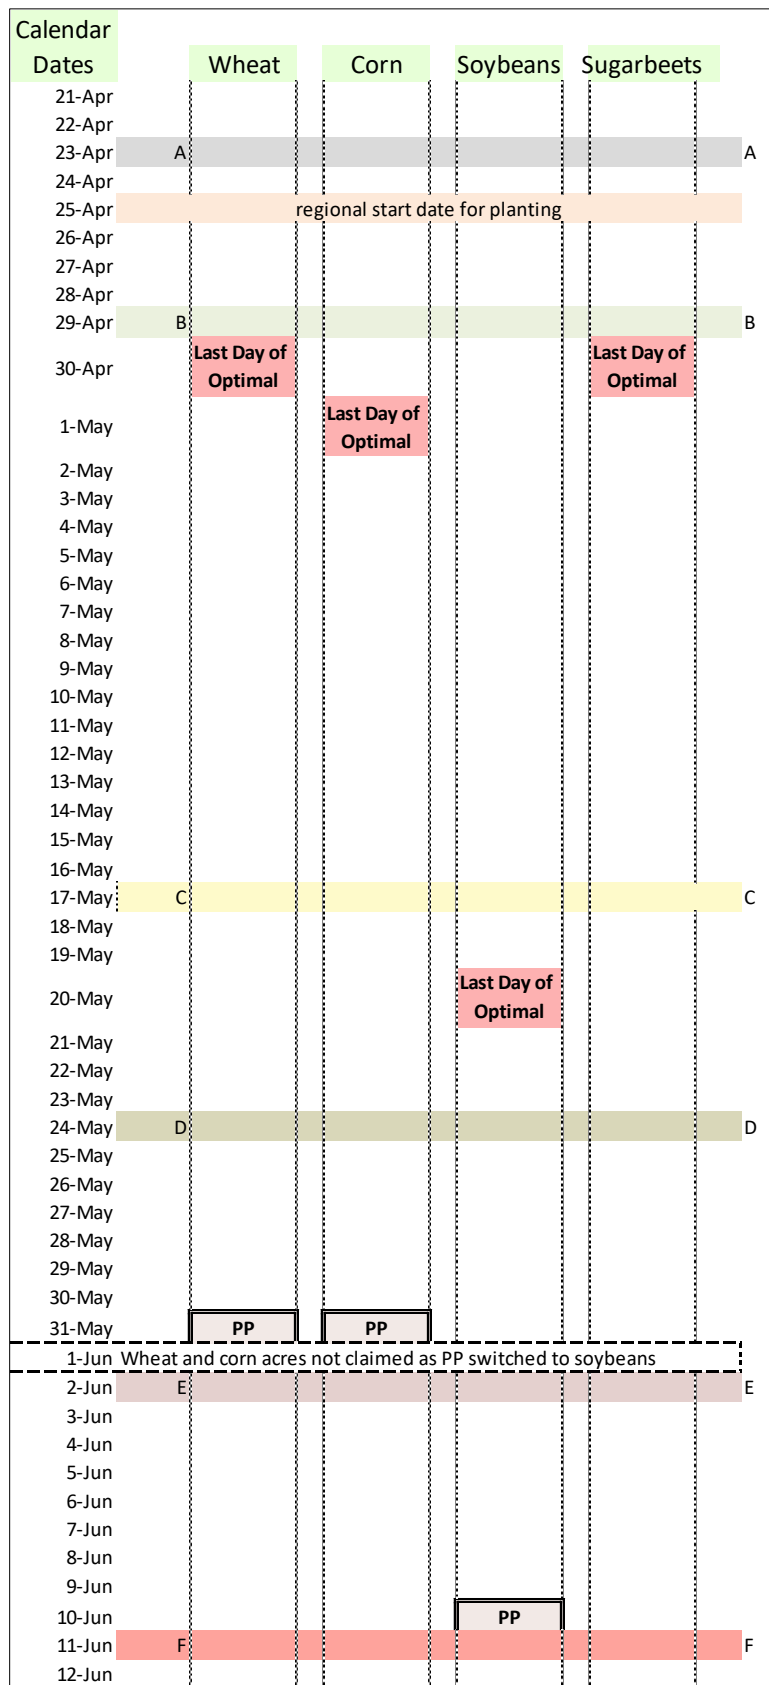 Calendar
Dates Wheat Corn Soybeans Sugarbeets
21-Apr
22-Apr
23-Apr A A
24-Apr
25-Apr regional start date for planting
26-Apr
27-Apr
28-Apr
29-Apr B B
Last Day of Last Day of
30-Apr Optimal Optimal
Last Day of
1-May Optimal
2-May
3-May
4-May
5-May
6-May
7-May
8-May
9-May
10-May
11-May
12-May
13-May
14-May
15-May
16-May
17-May C C
18-May
19-May
Last Day of
20-May Optimal
21-May
22-May
23-May
24-May D D
25-May
26-May
27-May
28-May
29-May
30-May
31-May PP PP
1-Jun Wheat and corn acres not claimed as PP switched to soybeans
2-Jun E E
3-Jun
4-Jun
5-Jun
6-Jun
7-Jun
8-Jun
9-Jun
10-Jun PP
11-Jun F F
12-Jun